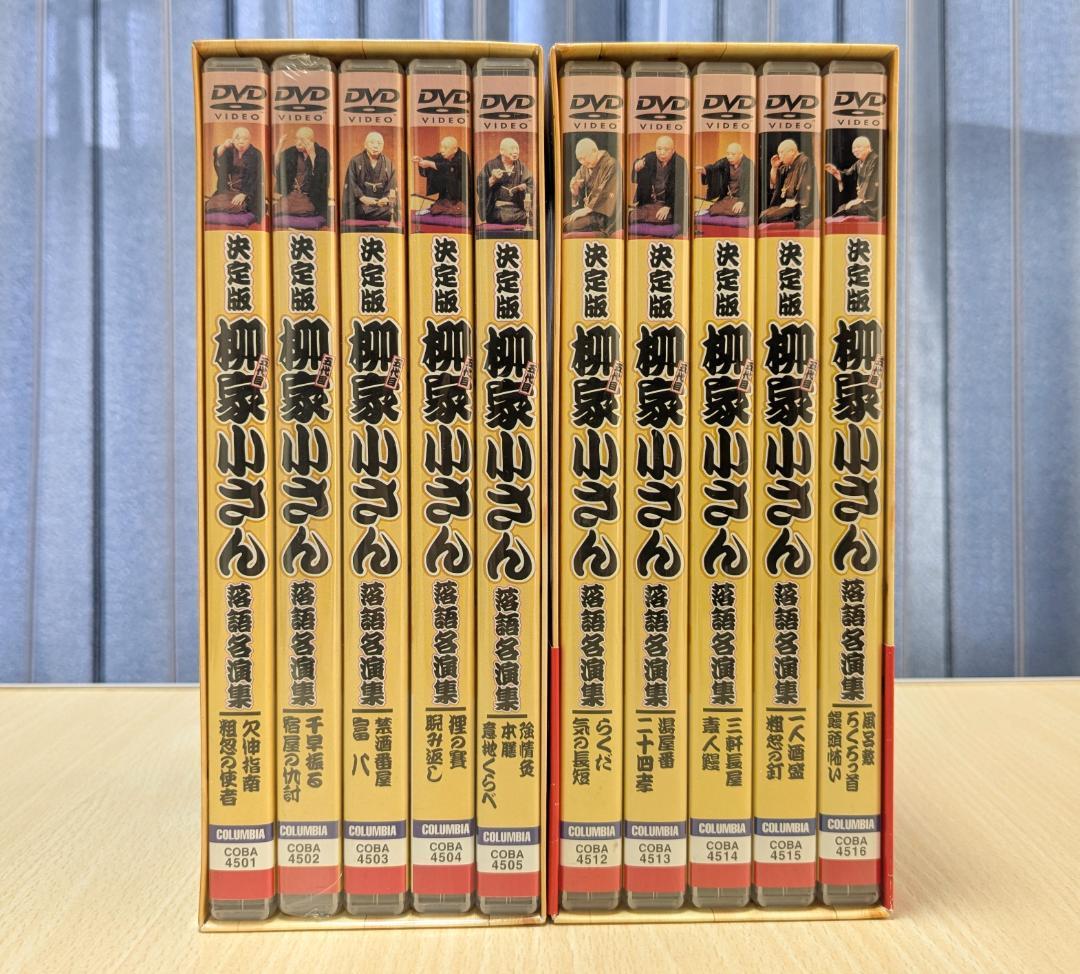 DVD
VIDEO
決定版
五代目
柳家小さん
落語名演集
欠伸指南
粗忽の使者
COLUMBIA
COBA
4501
DVD
VIDEO
決定版
五代目
柳家小さん
落語名演集
千早振る
宿屋の仇討
COLUMBIA
COBA
4502
DVD
VIDEO
決定版
五代目
柳家小さん
落語名演集
禁酒番屋
富八
COLUMBIA
COBA
4503
DVD
VIDEO
決定版
五代目
柳家小さん
落語名演集
狸の賽
睨み返し
COLUMBIA
COBA
4504
DVD
VIDEO
決定版
五代目
柳家小さん
落語名演集
強情灸
本膳
意地くらべ
COLUMBIA
COBA
4505
DVD
VIDEO
決定版
五代目
柳家小さん
落語名演集
らくだ
気の長短
COLUMBIA
COBA
4512
DVD
VIDEO
決定版
五代目
柳家小さん
落語名演集
湯屋番
二十四孝
COLUMBIA
COBA
4513
DVD
VIDEO
決定版
五代目
柳家小さん
落語名演集
三軒長屋
素人鰻
COLUMBIA
COBA
4514
DVD
VIDEO
決定版
五代目
柳家小さん
落語名演集
一人酒盛
粗忽の釘
COLUMBIA
COBA
4515
DVD
VIDEO
決定版
五代目
柳家小さん
落語名演集
風呂敷
ろくろっ首
饅頭怖い
COLUMBIA
COBA
4516